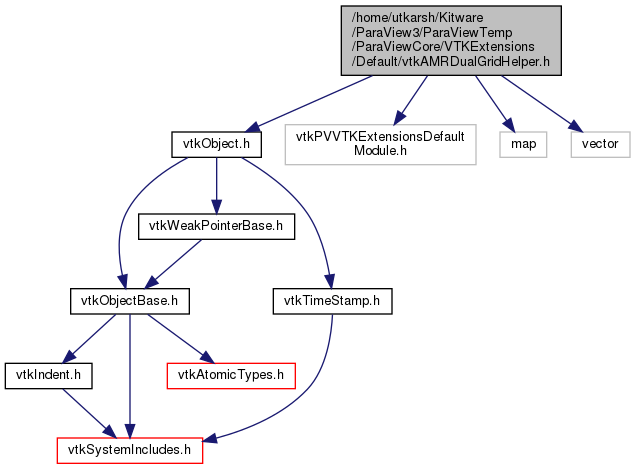 /home/utkarsh/Kitware
/ParaView3/ParaViewTemp
/ParaViewCore/VTKExtensions
/Default/vtkAMRDualGridHelper.h
vtkObject.h
vtkPVVTKExtensionsDefault
Module.h
map
vector
vtkWeakPointerBase.h
vtkObjectBase.h
vtkTimeStamp.h
vtkIndent.h
vtkAtomicTypes.h
vtkSystemIncludes.h